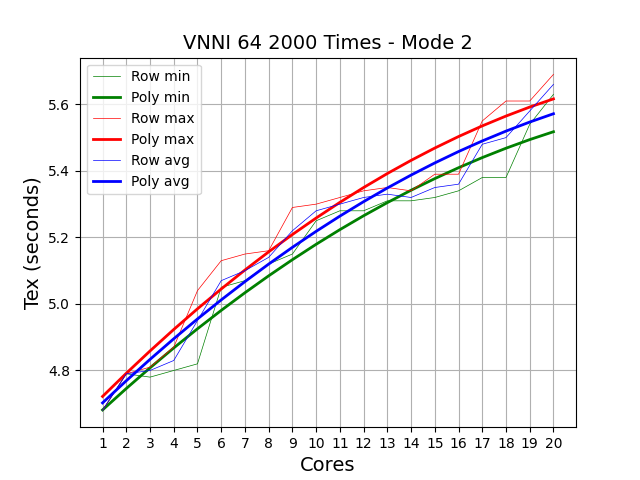 VNNI 64 2000 Times - Mode 2
Row min
Poly min
Row max
Poly max
Row avg
Poly avg
Tex (seconds)
5.6
5.4
5.2
5.0
4.8
1 2 3 4 5 6 7 8 9 10 11 12 13 14 15 16 17 18 19 20
Cores